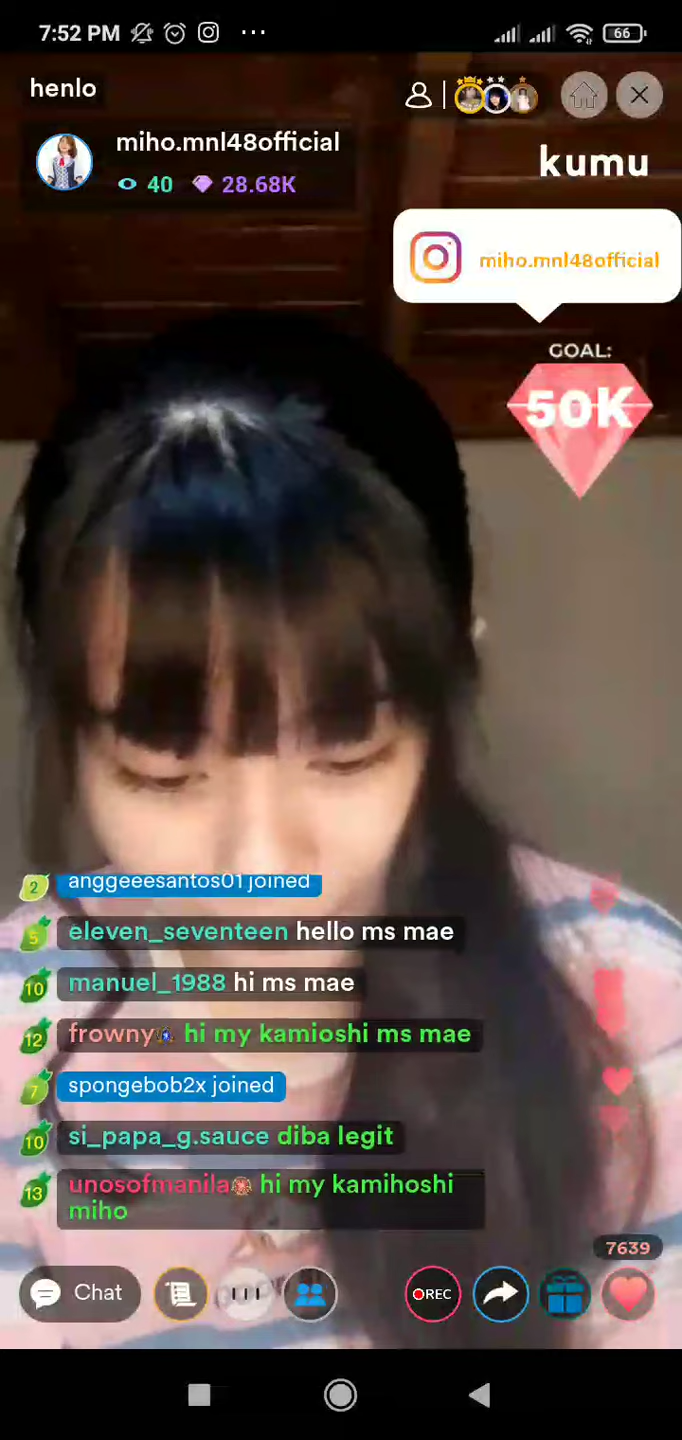 7:52 PM
66
henlo
miho.mnl48official
40 28.68K
kumu
miho.mnl48official
GOAL:
50K
2 anggeeesantos01 joined
5 eleven_seventeen hello ms mae
10 manuel_1988 hi ms mae
12 frowny hi my kamioshi ms mae
7 spongebob2x joined
10 si_papa_g.sauce diba legit
13 unosofmanila hi my kamihoshi
miho
7639
Chat
REC